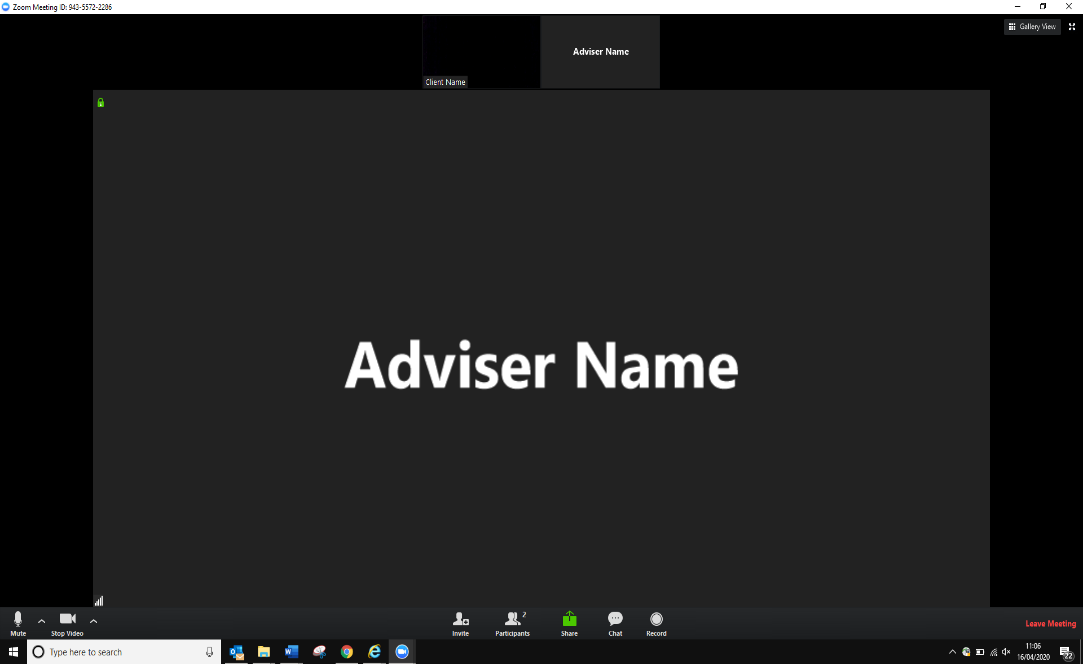 Zoom Meeting ID: 943-5572-2286
Gallery View
Adviser Name
Client Name
Adviser Name
Mute
Stop Video
Invite
2
Participants
Share
Chat
Record
Leave Meeting
Type here to search
11:06
16/04/2020
22